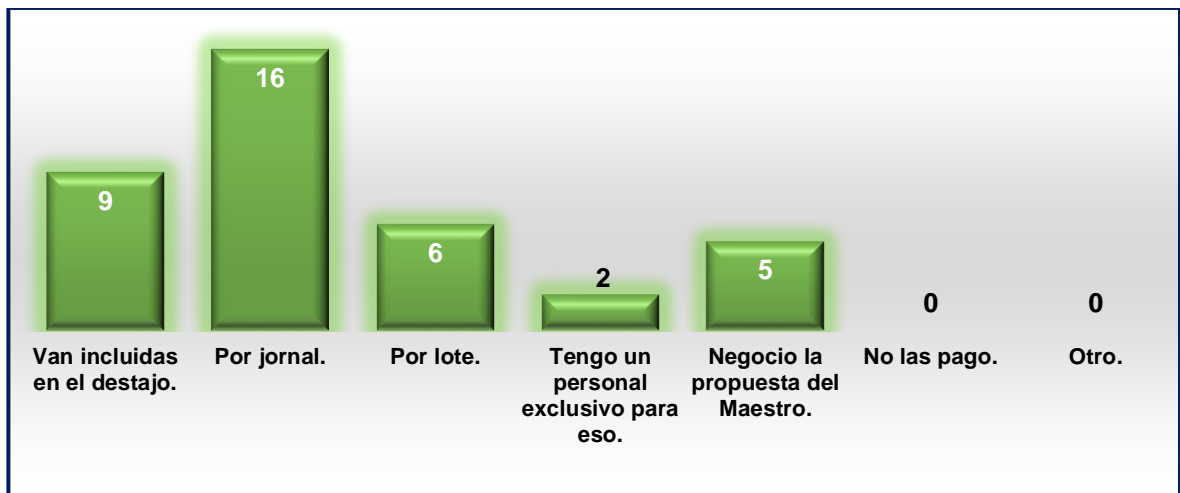 16
9
6
5
2
0
0
Van incluidas
en el destajo.
Por jornal.
Por lote.
Tengo un
personal
exclusivo para
eso.
Negocio la
propuesta del
Maestro.
No las pago.
Otro.